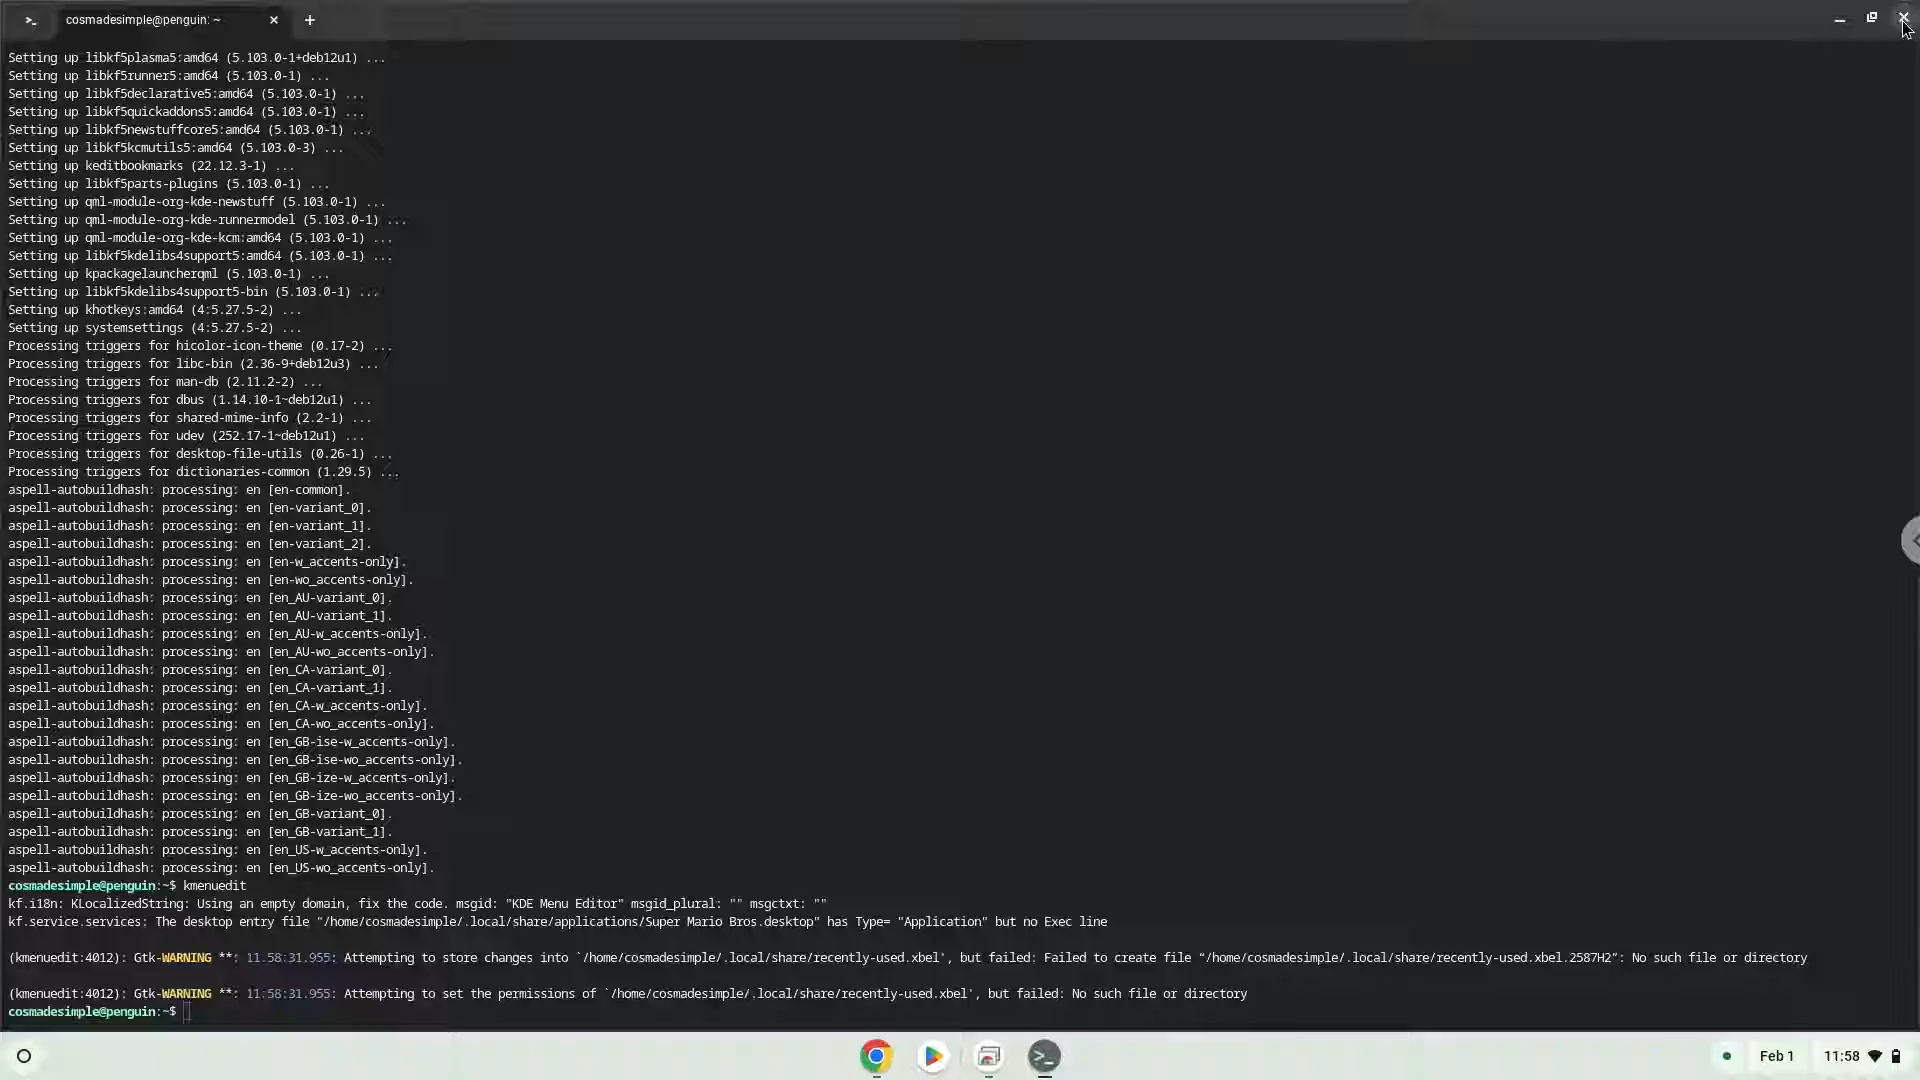 cosmadesimple@penguin: ~
Setting up libkf5plasma5:amd64 (5.103.0-1+deb12u1) ...
Setting up libkf5runner5:amd64 (5.103.0-1) ...
Setting up libkf5declarative5:amd64 (5.103.0-1) ...
Setting up libkf5quickaddons5:amd64 (5.103.0-1) ...
Setting up libkf5newstuffcore5:amd64 (5.103.0-1) ...
Setting up libkf5kcmutils5:amd64 (5.103.0-3) ...
Setting up keditbookmarks (22.12.3-1) ...
Setting up libkf5parts-plugins (5.103.0-1) ...
Setting up qml-module-org-kde-newstuff (5.103.0-1) ...
Setting up qml-module-org-kde-runnermodel (5.103.0-1) ...
Setting up qml-module-org-kde-kcm:amd64 (5.103.0-1) ...
Setting up libkf5kdelibs4support5:amd64 (5.103.0-1) ...
Setting up kpackagelauncherqml (5.103.0-1) ...
Setting up libkf5kdelibs4support5-bin (5.103.0-1) ...
Setting up khotkeys:amd64 (4:5.27.5-2) ...
Setting up systemsettings (4:5.27.5-2) ...
Processing triggers for hicolor-icon-theme (0.17-2) ...
Processing triggers for libc-bin (2.36-9+deb12u3) ...
Processing triggers for man-db (2.11.2-2) ...
Processing triggers for dbus (1.14.10-1~deb12u1) ...
Processing triggers for shared-mime-info (2.2-1) ...
Processing triggers for udev (252.17-1~deb12u1) ...
Processing triggers for desktop-file-utils (0.26-1) ...
Processing triggers for dictionaries-common (1.29.5) ...
aspell-autobuildhash: processing: en [en-common].
aspell-autobuildhash: processing: en [en-variant_0].
aspell-autobuildhash: processing: en [en-variant_1].
aspell-autobuildhash: processing: en [en-variant_2].
aspell-autobuildhash: processing: en [en-w_accents-only].
aspell-autobuildhash: processing: en [en-wo_accents-only].
aspell-autobuildhash: processing: en [en_AU-variant_0].
aspell-autobuildhash: processing: en [en_AU-variant_1].
aspell-autobuildhash: processing: en [en_AU-w_accents-only].
aspell-autobuildhash: processing: en [en_AU-wo_accents-only].
aspell-autobuildhash: processing: en [en_CA-variant_0].
aspell-autobuildhash: processing: en [en_CA-variant_1].
aspell-autobuildhash: processing: en [en_CA-w_accents-only].
aspell-autobuildhash: processing: en [en_CA-wo_accents-only].
aspell-autobuildhash: processing: en [en_GB-ise-w_accents-only].
aspell-autobuildhash: processing: en [en_GB-ise-wo_accents-only].
aspell-autobuildhash: processing: en [en_GB-ize-w_accents-only].
aspell-autobuildhash: processing: en [en_GB-ize-wo_accents-only].
aspell-autobuildhash: processing: en [en_GB-variant_0].
aspell-autobuildhash: processing: en [en_GB-variant_1].
aspell-autobuildhash: processing: en [en_US-w_accents-only].
aspell-autobuildhash: processing: en [en_US-wo_accents-only].
cosmadesimple@penguin:~$ kmenuedit
kf.i18n: KLocalizedString: Using an empty domain, fix the code. msgid: "KDE Menu Editor" msgid_plural: "" msgctxt: ""
kf.service.services: The desktop entry file "/home/cosmadesimple/.local/share/applications/Super Mario Bros.desktop" has Type= "Application" but no Exec line
(kmenuedit:4012): Gtk-WARNING **: 11:58:31.955: Attempting to store changes into `/home/cosmadesimple/.local/share/recently-used.xbel', but failed: Failed to create file “/home/cosmadesimple/.local/share/recently-used.xbel.2587H2”: No such file or directory
(kmenuedit:4012): Gtk-WARNING **: 11:58:31.955: Attempting to set the permissions of `/home/cosmadesimple/.local/share/recently-used.xbel', but failed: No such file or directory
cosmadesimple@penguin:~$
Feb 1 11:58